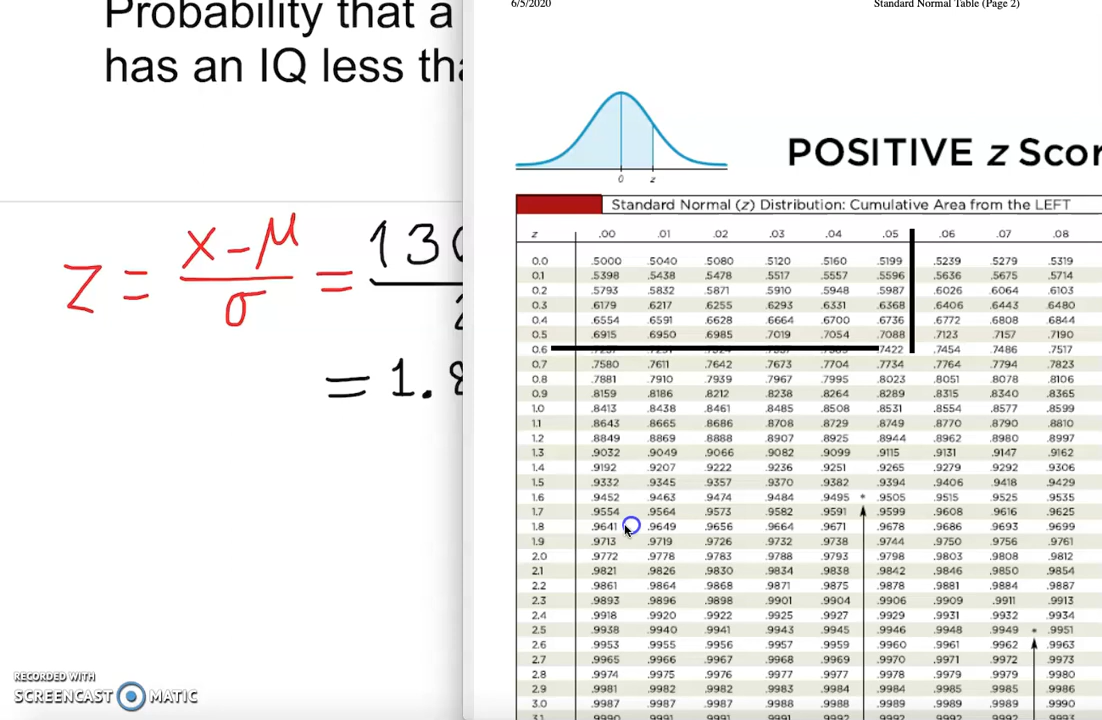 Probability that a
has an IQ less tha
z = x - μ / σ = 130
= 1.8
6/5/2020 Standard Normal Table (Page 2)
0 z
POSITIVE z Scor
Standard Normal (z) Distribution: Cumulative Area from the LEFT
z .00 .01 .02 .03 .04 .05 .06 .07 .08
0.0 .5000 .5040 .5080 .5120 .5160 .5199 .5239 .5279 .5319
0.1 .5398 .5438 .5478 .5517 .5557 .5596 .5636 .5675 .5714
0.2 .5793 .5832 .5871 .5910 .5948 .5987 .6026 .6064 .6103
0.3 .6179 .6217 .6255 .6293 .6331 .6368 .6406 .6443 .6480
0.4 .6554 .6591 .6628 .6664 .6700 .6736 .6772 .6808 .6844
0.5 .6915 .6950 .6985 .7019 .7054 .7088 .7123 .7157 .7190
0.6 7422 .7454 .7486 .7517
0.7 .7580 .7611 .7642 .7673 .7704 .7734 .7764 .7794 .7823
0.8 .7881 .7910 .7939 .7967 .7995 .8023 .8051 .8078 .8106
0.9 .8159 .8186 .8212 .8238 .8264 .8289 .8315 .8340 .8365
1.0 .8413 .8438 .8461 .8485 .8508 .8531 .8554 .8577 .8599
1.1 .8643 .8665 .8686 .8708 .8729 .8749 .8770 .8790 .8810
1.2 .8849 .8869 .8888 .8907 .8925 .8944 .8962 .8980 .8997
1.3 .9032 .9049 .9066 .9082 .9099 .9115 .9131 .9147 .9162
1.4 .9192 .9207 .9222 .9236 .9251 .9265 .9279 .9292 .9306
1.5 .9332 .9345 .9357 .9370 .9382 .9394 .9406 .9418 .9429
1.6 .9452 .9463 .9474 .9484 .9495 * .9505 .9515 .9525 .9535
1.7 .9554 .9564 .9573 .9582 .9591 .9599 .9608 .9616 .9625
1.8 .9641 .9649 .9656 .9664 .9671 .9678 .9686 .9693 .9699
1.9 .9713 .9719 .9726 .9732 .9738 .9744 .9750 .9756 .9761
2.0 .9772 .9778 .9783 .9788 .9793 .9798 .9803 .9808 .9812
2.1 .9821 .9826 .9830 .9834 .9838 .9842 .9846 .9850 .9854
2.2 .9861 .9864 .9868 .9871 .9875 .9878 .9881 .9884 .9887
2.3 .9893 .9896 .9898 .9901 .9904 .9906 .9909 .9911 .9913
2.4 .9918 .9920 .9922 .9925 .9927 .9929 .9931 .9932 .9934
2.5 .9938 .9940 .9941 .9943 .9945 .9946 .9948 .9949 * .9951
2.6 .9953 .9955 .9956 .9957 .9959 .9960 .9961 .9962 .9963
2.7 .9965 .9966 .9967 .9968 .9969 .9970 .9971 .9972 .9973
2.8 .9974 .9975 .9976 .9977 .9977 .9978 .9979 .9979 .9980
2.9 .9981 .9982 .9982 .9983 .9984 .9984 .9985 .9985 .9986
3.0 .9987 .9987 .9987 .9988 .9988 .9989 .9989 .9989 .9990
RECORDED WITH
SCREENCAST MATIC